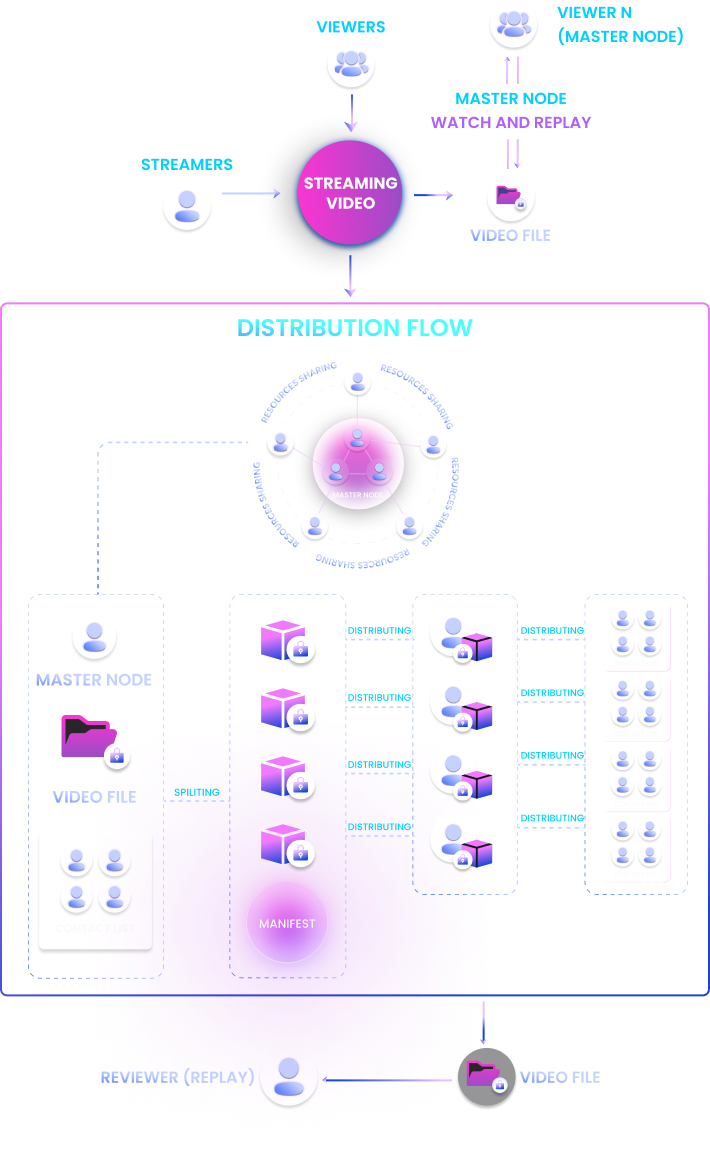 VIEWER N
(MASTER NODE)
VIEWERS
MASTER NODE
WATCH AND REPLAY
STREAMERS
STREAMING
VIDEO
VIDEO FILE
DISTRIBUTION FLOW
RESOURCES SHARING
RESOURCES SHARING
RESOURCES SHARING
RESOURCES SHARING
RESOURCES SHARING
MASTER NODE
DISTRIBUTING
DISTRIBUTING
MASTER NODE
DISTRIBUTING
DISTRIBUTING
DISTRIBUTING
DISTRIBUTING
SPILITING
VIDEO FILE
DISTRIBUTING
DISTRIBUTING
MANIFEST
CONTACT LIST
REVIEWER (REPLAY)
VIDEO FILE